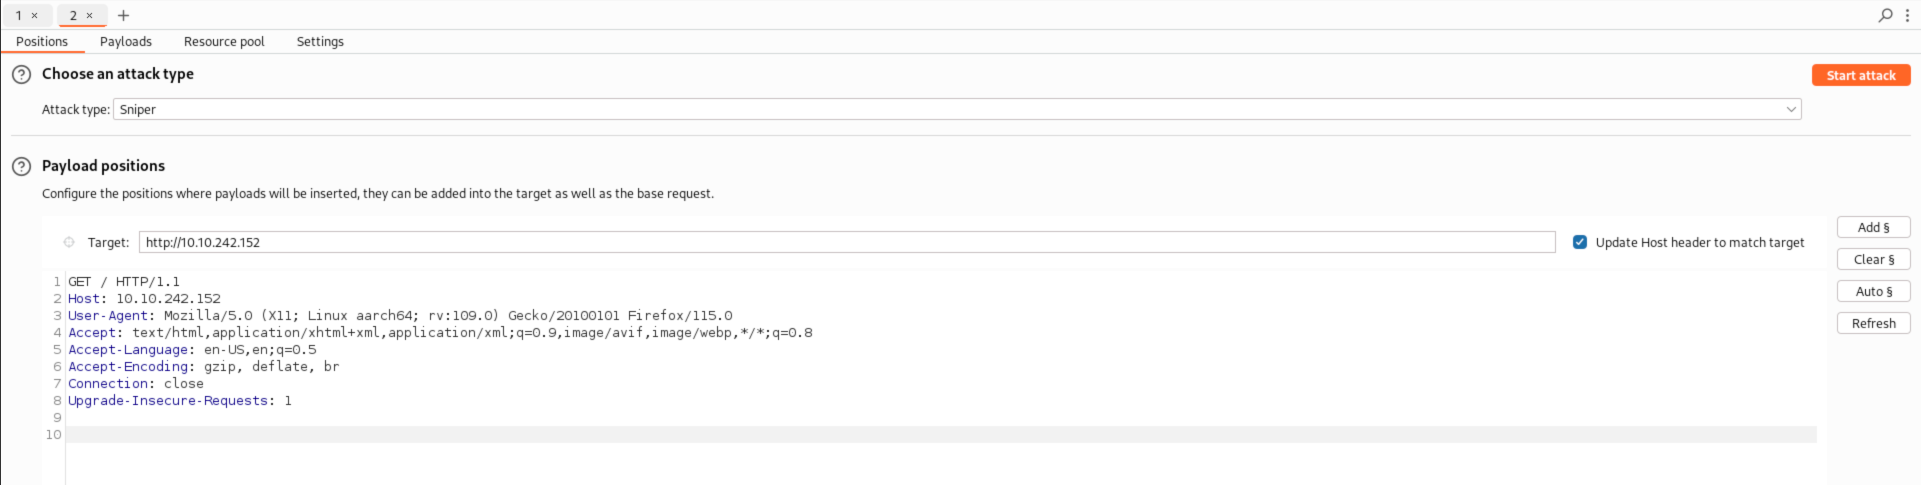 1 × 2 × +
Positions Payloads Resource pool Settings
? Choose an attack type Start attack
Attack type: Sniper
? Payload positions
Configure the positions where payloads will be inserted, they can be added into the target as well as the base request.
Add §
Target: http://10.10.242.152 Update Host header to match target
Clear §
Auto §
Refresh
1 GET / HTTP/1.1
2 Host: 10.10.242.152
3 User-Agent: Mozilla/5.0 (X11; Linux aarch64; rv:109.0) Gecko/20100101 Firefox/115.0
4 Accept: text/html,application/xhtml+xml,application/xml;q=0.9,image/avif,image/webp,*/*;q=0.8
5 Accept-Language: en-US,en;q=0.5
6 Accept-Encoding: gzip, deflate, br
7 Connection: close
8 Upgrade-Insecure-Requests: 1
9
10